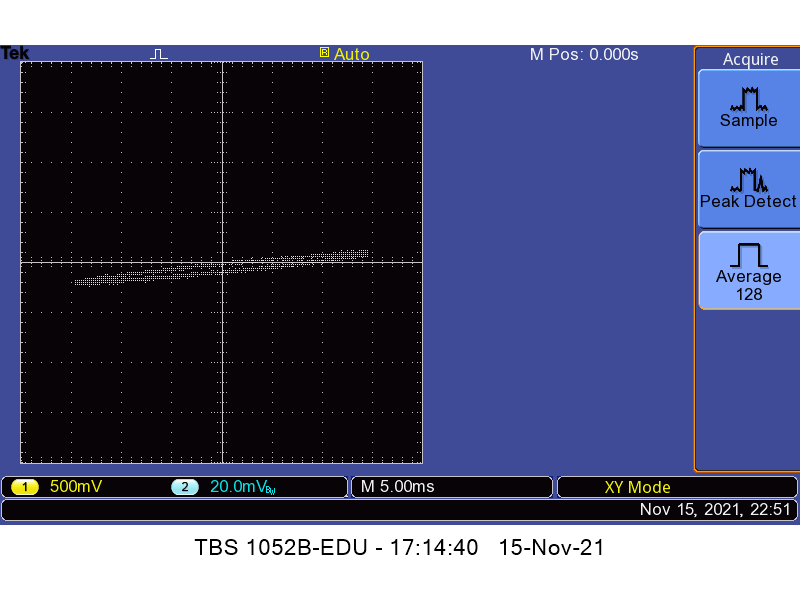 Tek
R Auto
M Pos: 0.000s
Acquire
Sample
Peak Detect
Average
128
1 500mV
2 20.0mVBW
M 5.00ms
XY Mode
Nov 15, 2021, 22:51
TBS 1052B-EDU - 17:14:40 15-Nov-21